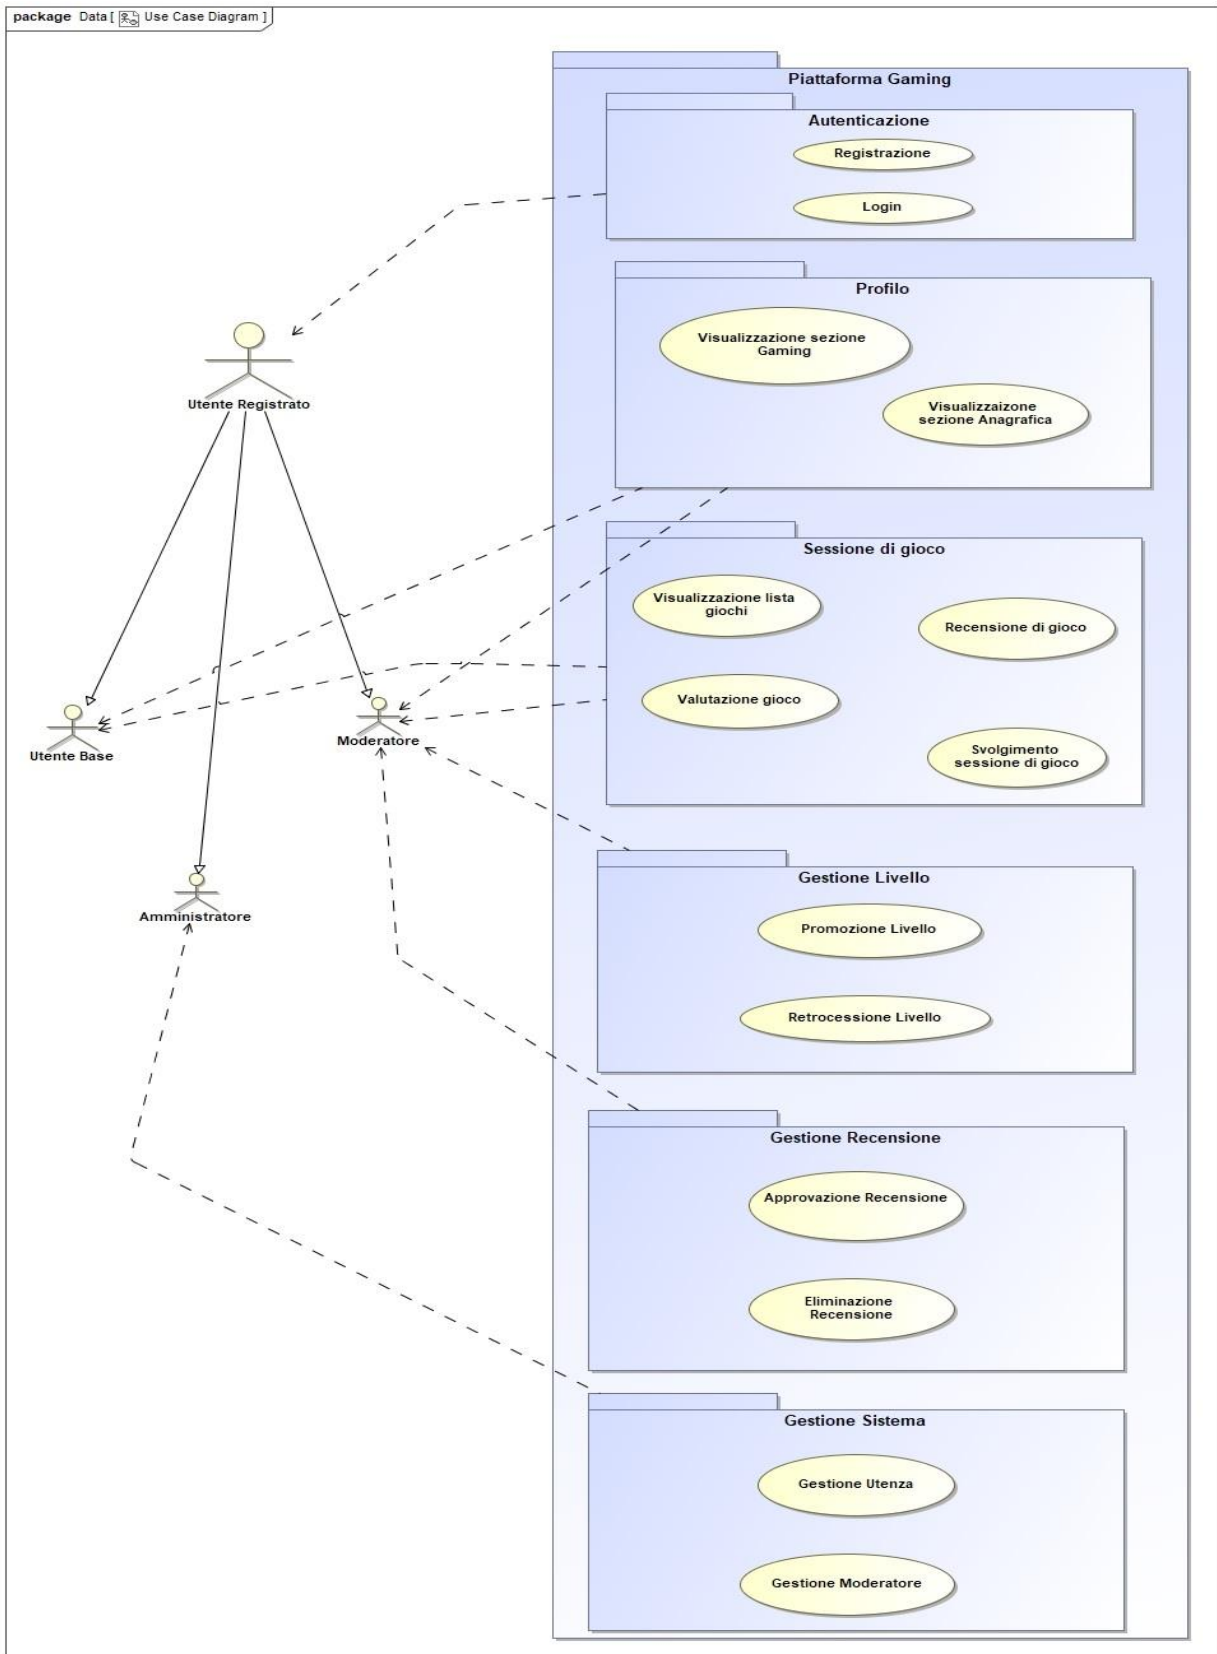 package Data [ Use Case Diagram ]
Piattaforma Gaming
Autenticazione
Registrazione
Login
Profilo
Visualizzazione sezione
Gaming
Visualizzaizone
sezione Anagrafica
Utente Registrato
Sessione di gioco
Visualizzazione lista
giochi
Recensione di gioco
Valutazione gioco
Svolgimento
sessione di gioco
Utente Base
Moderatore
Amministratore
Gestione Livello
Promozione Livello
Retrocessione Livello
Gestione Recensione
Approvazione Recensione
Eliminazione
Recensione
Gestione Sistema
Gestione Utenza
Gestione Moderatore